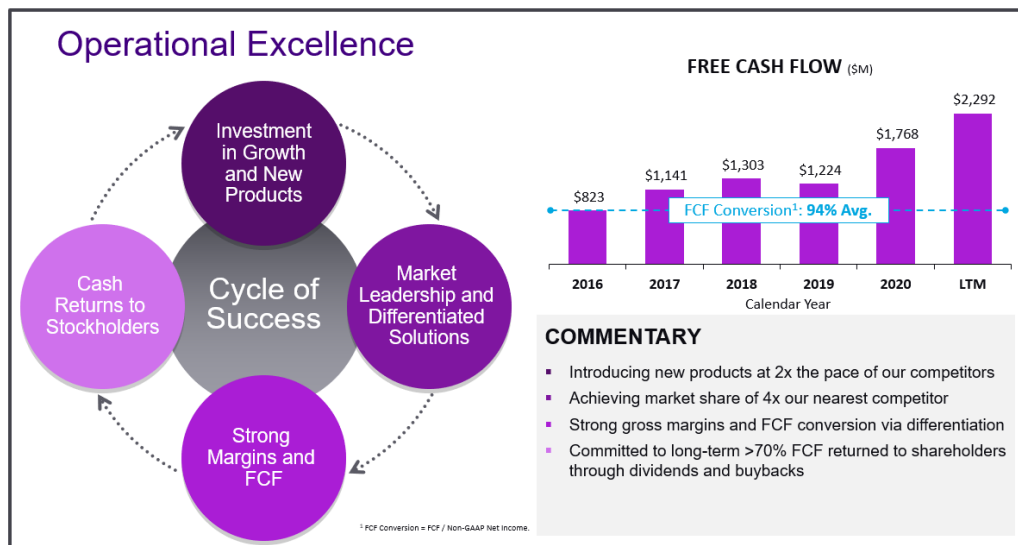 Operational Excellence
Investment
in Growth
and New
Products
Cycle of
Success
Market
Leadership and
Differentiated
Solutions
Strong
Margins and
FCF
Cash
Returns to
Stockholders
¹ FCF Conversion = FCF / Non-GAAP Net Income.
FREE CASH FLOW ($M)
$823
$1,141
$1,303
$1,224
$1,768
$2,292
FCF Conversion¹: 94% Avg.
2016 2017 2018 2019 2020 LTM
Calendar Year
COMMENTARY
▪ Introducing new products at 2x the pace of our competitors
▪ Achieving market share of 4x our nearest competitor
▪ Strong gross margins and FCF conversion via differentiation
▪ Committed to long-term >70% FCF returned to shareholders
through dividends and buybacks